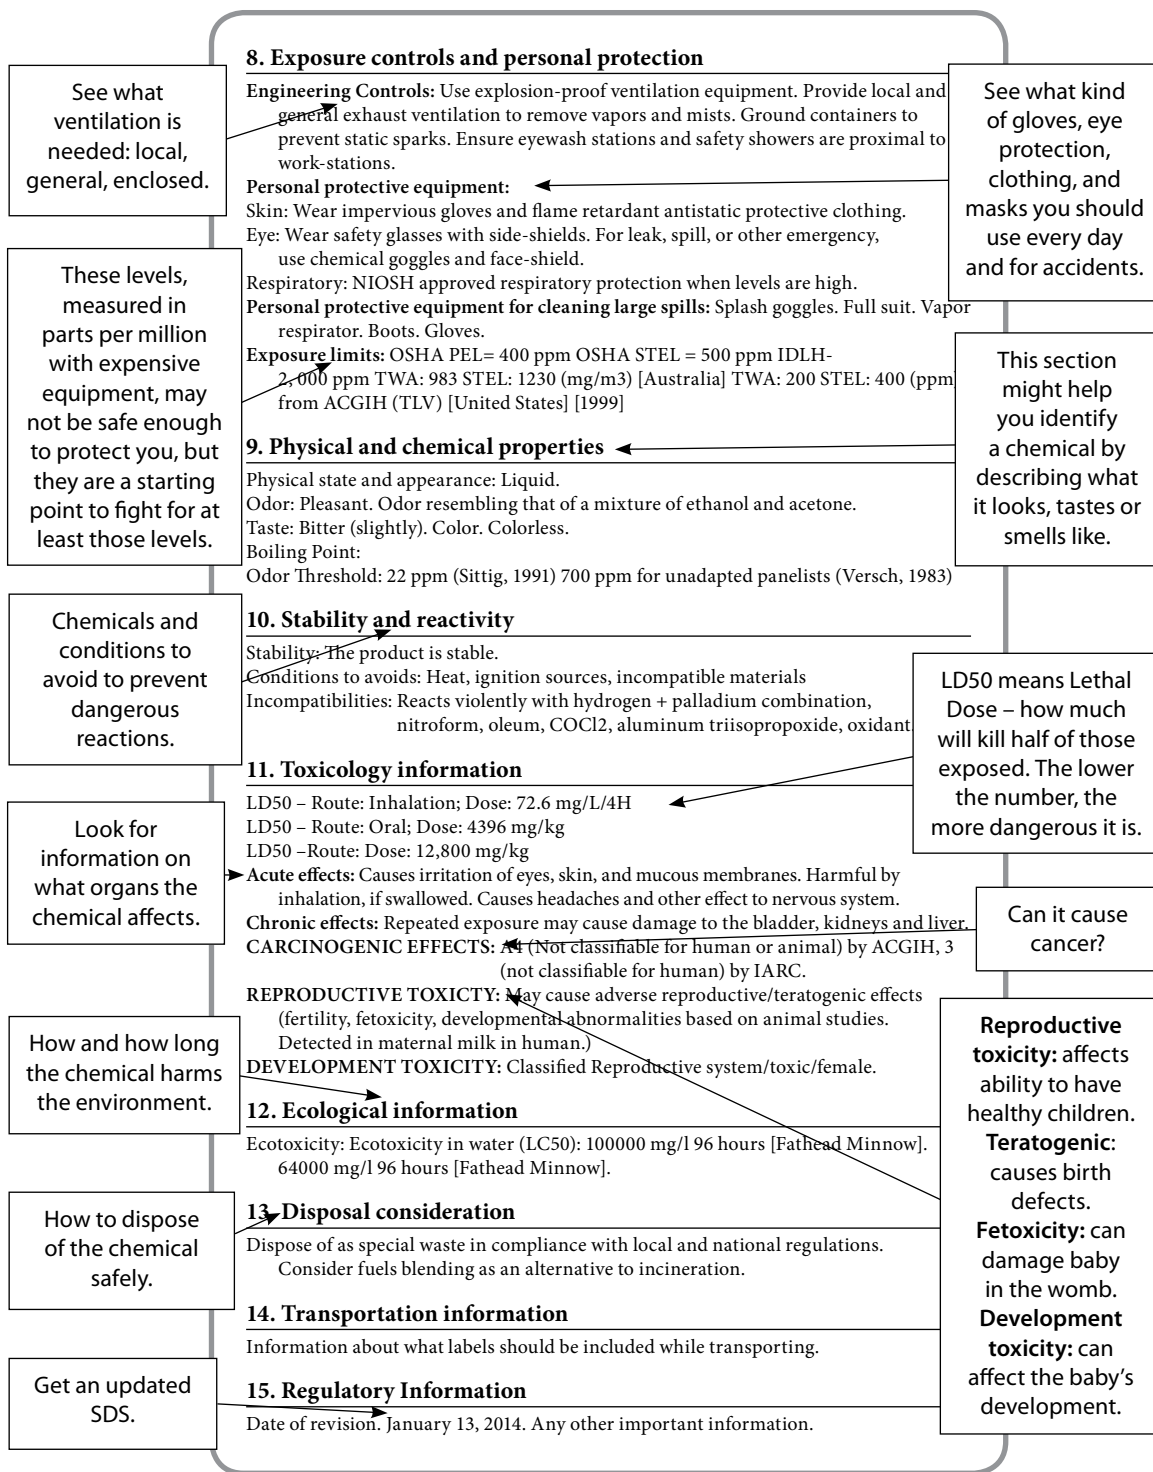 8. Exposure controls and personal protection
Engineering Controls: Use explosion-proof ventilation equipment. Provide local and
general exhaust ventilation to remove vapors and mists. Ground containers to
prevent static sparks. Ensure eyewash stations and safety showers are proximal to
work-stations.
Personal protective equipment:
Skin: Wear impervious gloves and flame retardant antistatic protective clothing.
Eye: Wear safety glasses with side-shields. For leak, spill, or other emergency,
use chemical goggles and face-shield.
Respiratory: NIOSH approved respiratory protection when levels are high.
Personal protective equipment for cleaning large spills: Splash goggles. Full suit. Vapor
respirator. Boots. Gloves.
Exposure limits: OSHA PEL= 400 ppm OSHA STEL = 500 ppm IDLH-
2, 000 ppm TWA: 983 STEL: 1230 (mg/m3) [Australia] TWA: 200 STEL: 400 (ppm)
from ACGIH (TLV) [United States] [1999]
9. Physical and chemical properties
Physical state and appearance: Liquid.
Odor: Pleasant. Odor resembling that of a mixture of ethanol and acetone.
Taste: Bitter (slightly). Color. Colorless.
Boiling Point:
Odor Threshold: 22 ppm (Sittig, 1991) 700 ppm for unadapted panelists (Versch, 1983)
10. Stability and reactivity
Stability: The product is stable.
Conditions to avoids: Heat, ignition sources, incompatible materials
Incompatibilities: Reacts violently with hydrogen + palladium combination,
nitroform, oleum, COCl2, aluminum triisopropoxide, oxidant.
11. Toxicology information
LD50 – Route: Inhalation; Dose: 72.6 mg/L/4H
LD50 – Route: Oral; Dose: 4396 mg/kg
LD50 –Route: Dose: 12,800 mg/kg
Acute effects: Causes irritation of eyes, skin, and mucous membranes. Harmful by
inhalation, if swallowed. Causes headaches and other effect to nervous system.
Chronic effects: Repeated exposure may cause damage to the bladder, kidneys and liver.
CARCINOGENIC EFFECTS: A4 (Not classifiable for human or animal) by ACGIH, 3
(not classifiable for human) by IARC.
REPRODUCTIVE TOXICTY: May cause adverse reproductive/teratogenic effects
(fertility, fetoxicity, developmental abnormalities based on animal studies.
Detected in maternal milk in human.)
DEVELOPMENT TOXICITY: Classified Reproductive system/toxic/female.
12. Ecological information
Ecotoxicity: Ecotoxicity in water (LC50): 100000 mg/l 96 hours [Fathead Minnow].
64000 mg/l 96 hours [Fathead Minnow].
13. Disposal consideration
Dispose of as special waste in compliance with local and national regulations.
Consider fuels blending as an alternative to incineration.
14. Transportation information
Information about what labels should be included while transporting.
15. Regulatory Information
Date of revision. January 13, 2014. Any other important information.
See what
ventilation is
needed: local,
general, enclosed.
These levels,
measured in
parts per million
with expensive
equipment, may
not be safe enough
to protect you, but
they are a starting
point to fight for at
least those levels.
Chemicals and
conditions to
avoid to prevent
dangerous
reactions.
Look for
information on
what organs the
chemical affects.
How and how long
the chemical harms
the environment.
How to dispose
of the chemical
safely.
Get an updated
SDS.
See what kind
of gloves, eye
protection,
clothing, and
masks you should
use every day
and for accidents.
This section
might help
you identify
a chemical by
describing what
it looks, tastes or
smells like.
LD50 means Lethal
Dose – how much
will kill half of those
exposed. The lower
the number, the
more dangerous it is.
Can it cause
cancer?
Reproductive
toxicity: affects
ability to have
healthy children.
Teratogenic:
causes birth
defects.
Fetoxicity: can
damage baby
in the womb.
Development
toxicity: can
affect the baby's
development.